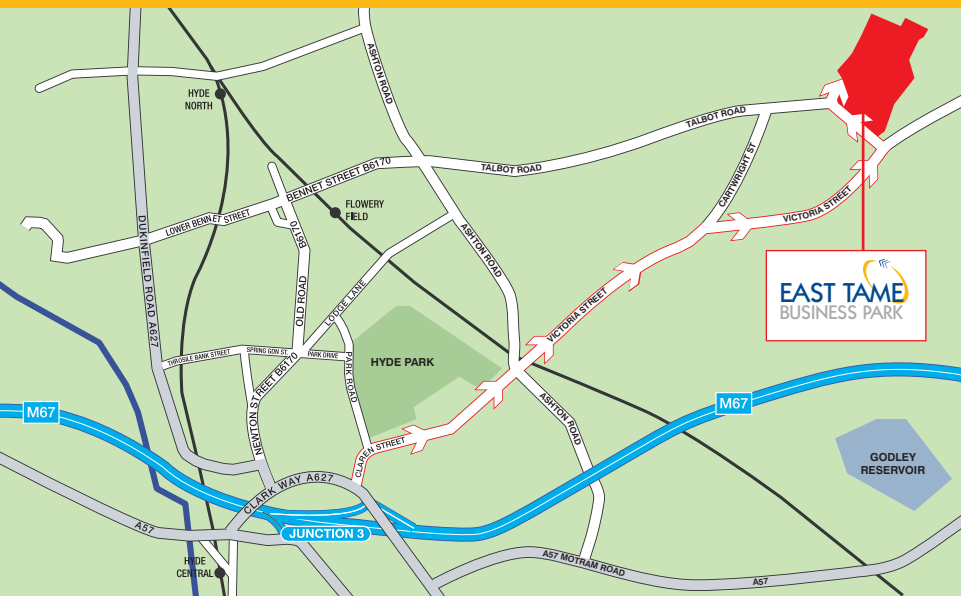 ASHTON ROAD
HYDE
NORTH
TALBOT ROAD
TALBOT ROAD
BENNET STREET B6170
CARTWRIGHT ST
FLOWERY
FIELD
LOWER BENNET STREET
B6170
DUKINFIELD ROAD A627
ASHTON ROAD
VICTORIA STREET
OLD ROAD
LODGE LANE
VICTORIA STREET
EAST TAME
BUSINESS PARK
THROSILE BANK STREET
SPRING GDN ST.
PARK DRIVE
PARK ROAD
HYDE PARK
NEWTON STREET B6170
M67
M67
ASHTON ROAD
CLAREN STREET
GODLEY
RESERVOIR
CLARK WAY A627
A57
JUNCTION 3
HYDE
CENTRAL
A57 MOTRAM ROAD
A57